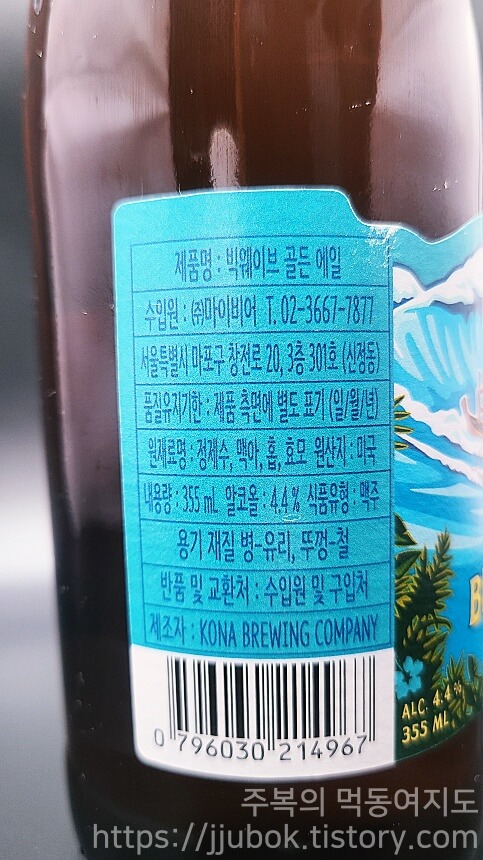 제품명 : 빅웨이브 골든 에일
수입원 : ㈜마이비어 T. 02-3667-7877
서울특별시 마포구 창전로 20, 3층 301호 (신정동)
품질유지기한 : 제품 측면에 별도 표기 (일/월/년)
원재료명 : 정제수, 맥아, 홉, 효모 원산지 : 미국
내용량 : 355 mL 알코올 : 4.4% 식품유형 : 맥주
용기 재질 병-유리, 뚜껑-철
반품 및 교환처 : 수입원 및 구입처
제조자 : KONA BREWING COMPANY
0 796030 214967
B
ALC. 4.4%
355 ML
주복의 먹동여지도
https://jjubok.tistory.com